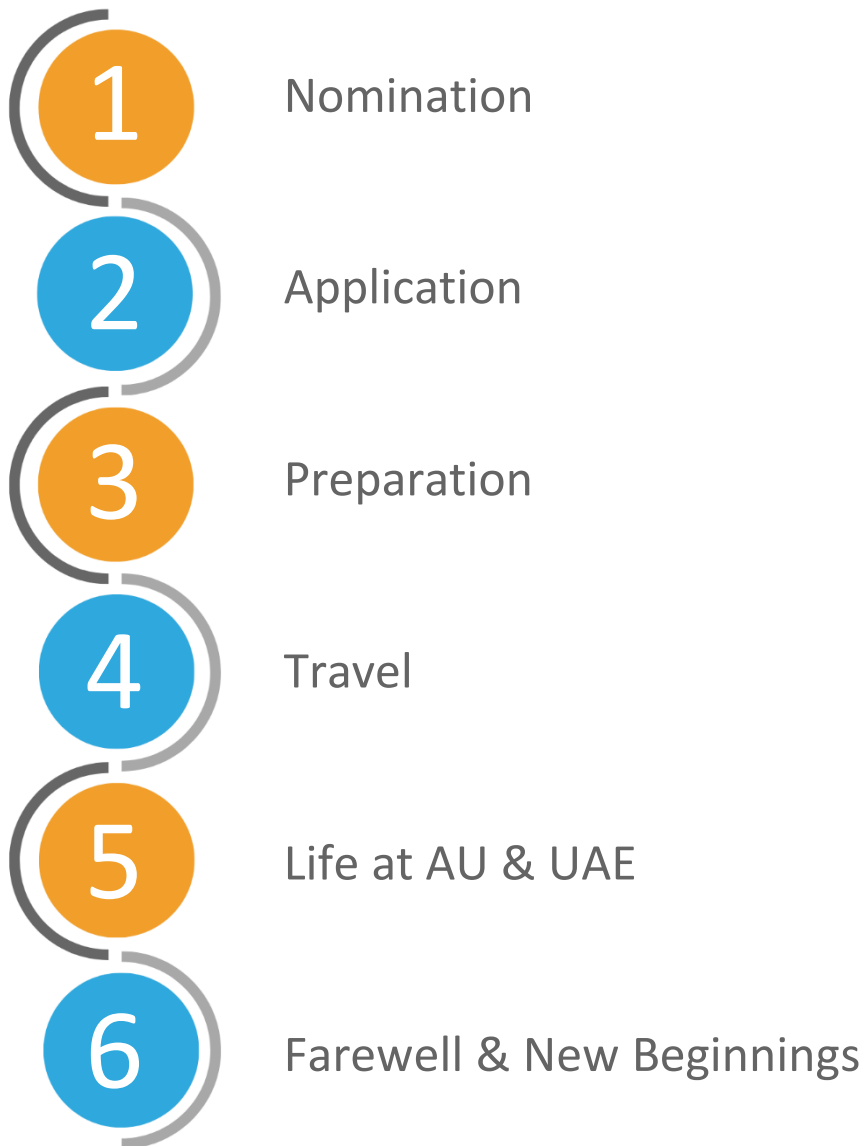 1 Nomination
2 Application
3 Preparation
4 Travel
5 Life at AU & UAE
6 Farewell & New Beginnings